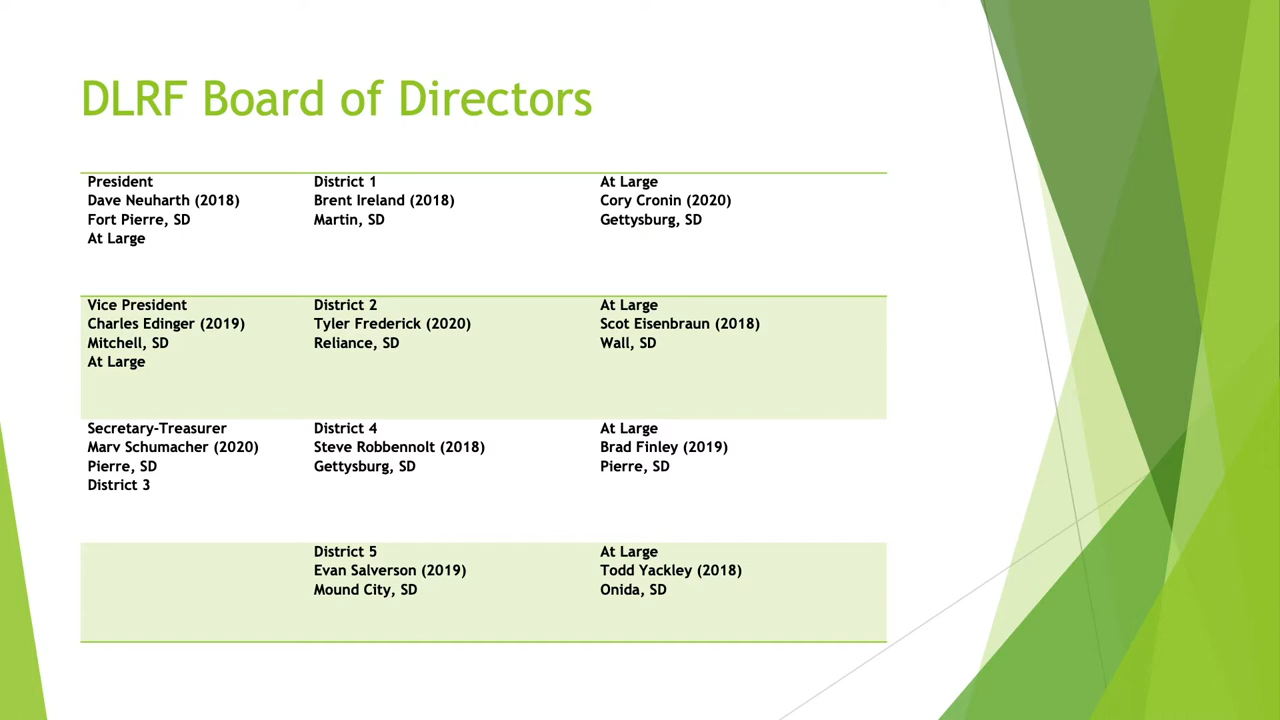 DLRF Board of Directors
President
Dave Neuharth (2018)
Fort Pierre, SD
At Large
District 1
Brent Ireland (2018)
Martin, SD
At Large
Cory Cronin (2020)
Gettysburg, SD
Vice President
Charles Edinger (2019)
Mitchell, SD
At Large
District 2
Tyler Frederick (2020)
Reliance, SD
At Large
Scot Eisenbraun (2018)
Wall, SD
Secretary-Treasurer
Marv Schumacher (2020)
Pierre, SD
District 3
District 4
Steve Robbennolt (2018)
Gettysburg, SD
At Large
Brad Finley (2019)
Pierre, SD
District 5
Evan Salverson (2019)
Mound City, SD
At Large
Todd Yackley (2018)
Onida, SD